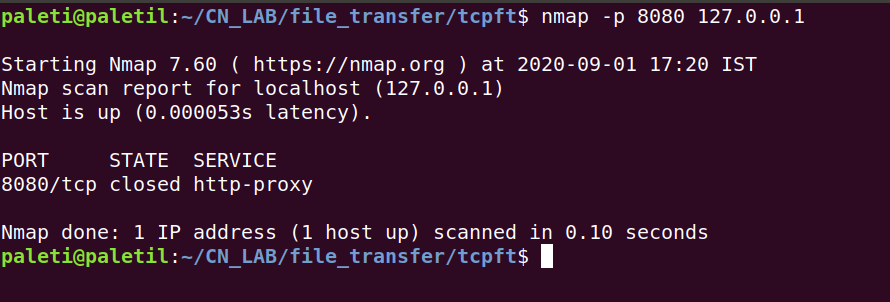 paleti@paletil:~/CN_LAB/file_transfer/tcpft$ nmap -p 8080 127.0.0.1
Starting Nmap 7.60 ( https://nmap.org ) at 2020-09-01 17:20 IST
Nmap scan report for localhost (127.0.0.1)
Host is up (0.000053s latency).
PORT     STATE  SERVICE
8080/tcp closed http-proxy
Nmap done: 1 IP address (1 host up) scanned in 0.10 seconds
paleti@paletil:~/CN_LAB/file_transfer/tcpft$